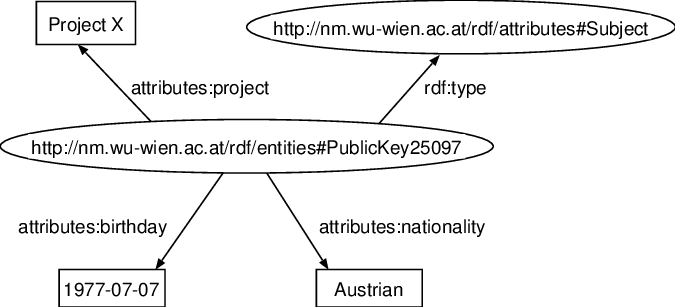 Project X
http://nm.wu-wien.ac.at/rdf/attributes#Subject
attributes:project
rdf:type
http://nm.wu-wien.ac.at/rdf/entities#PublicKey25097
attributes:birthday
attributes:nationality
1977-07-07
Austrian